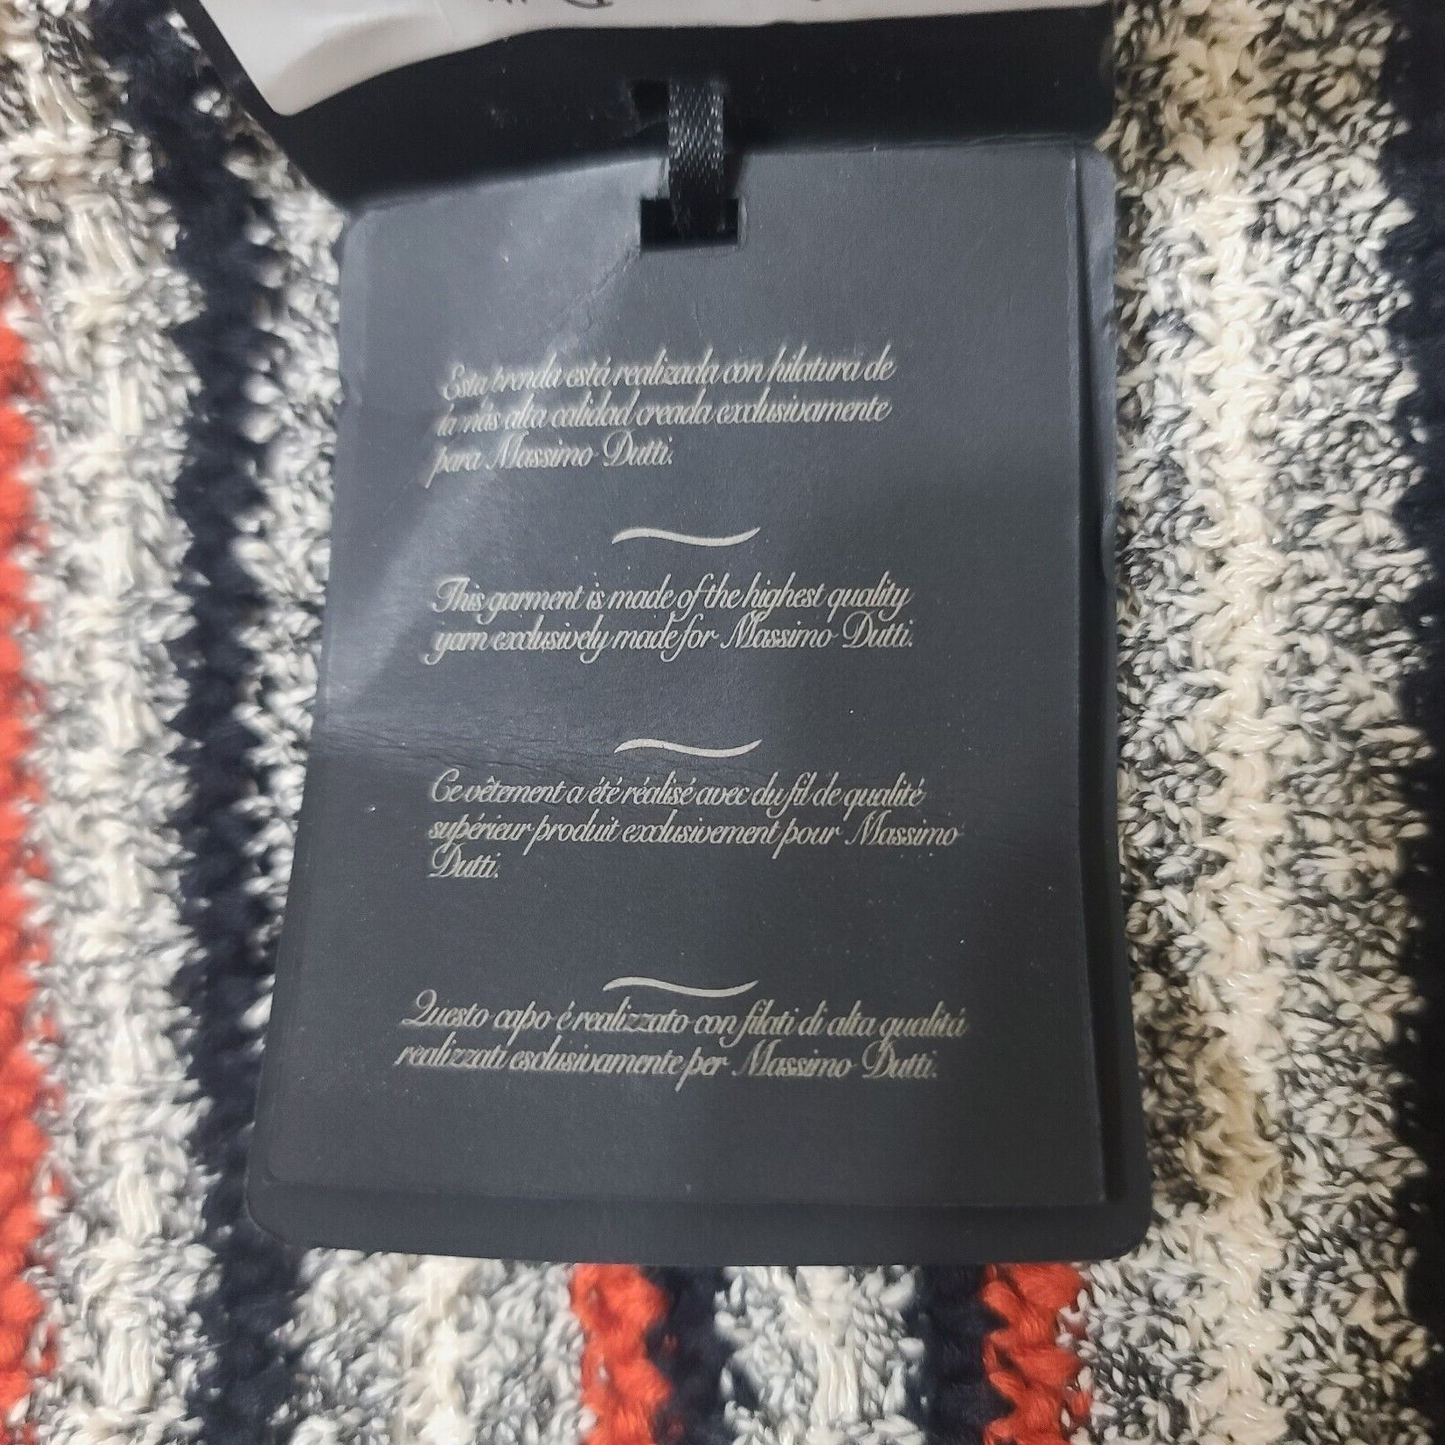 Esta prenda está realizada con hilatura de
la más alta calidad creada exclusivamente
para Massimo Dutti.
This garment is made of the highest quality
yarn exclusively made for Massimo Dutti.
Ce vêtement a été réalisé avec du fil de qualité
supérieur produit exclusivement pour Massimo
Dutti.
Questo capo é realizzato con filati di alta qualitá
realizzati esclusivamente per Massimo Dutti.